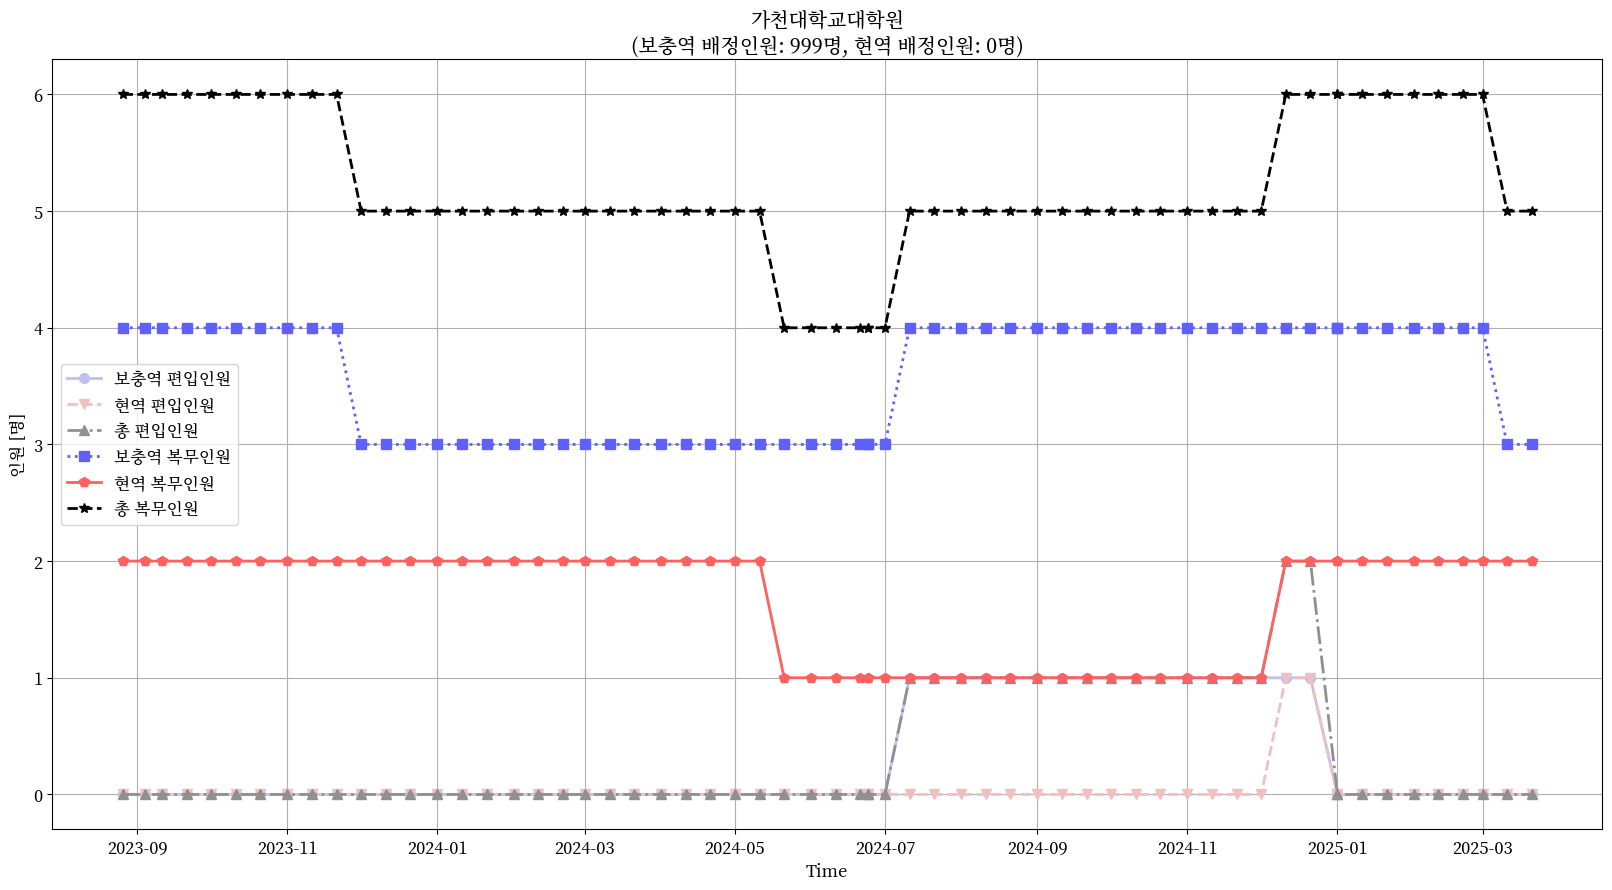 가천대학교대학원
(보충역 배정인원: 999명, 현역 배정인원: 0명)
인원 [명]
6
5
4
3
2
1
0
보충역 편입인원
현역 편입인원
총 편입인원
보충역 복무인원
현역 복무인원
총 복무인원
2023-09
2023-11
2024-01
2024-03
2024-05
2024-07
2024-09
2024-11
2025-01
2025-03
Time